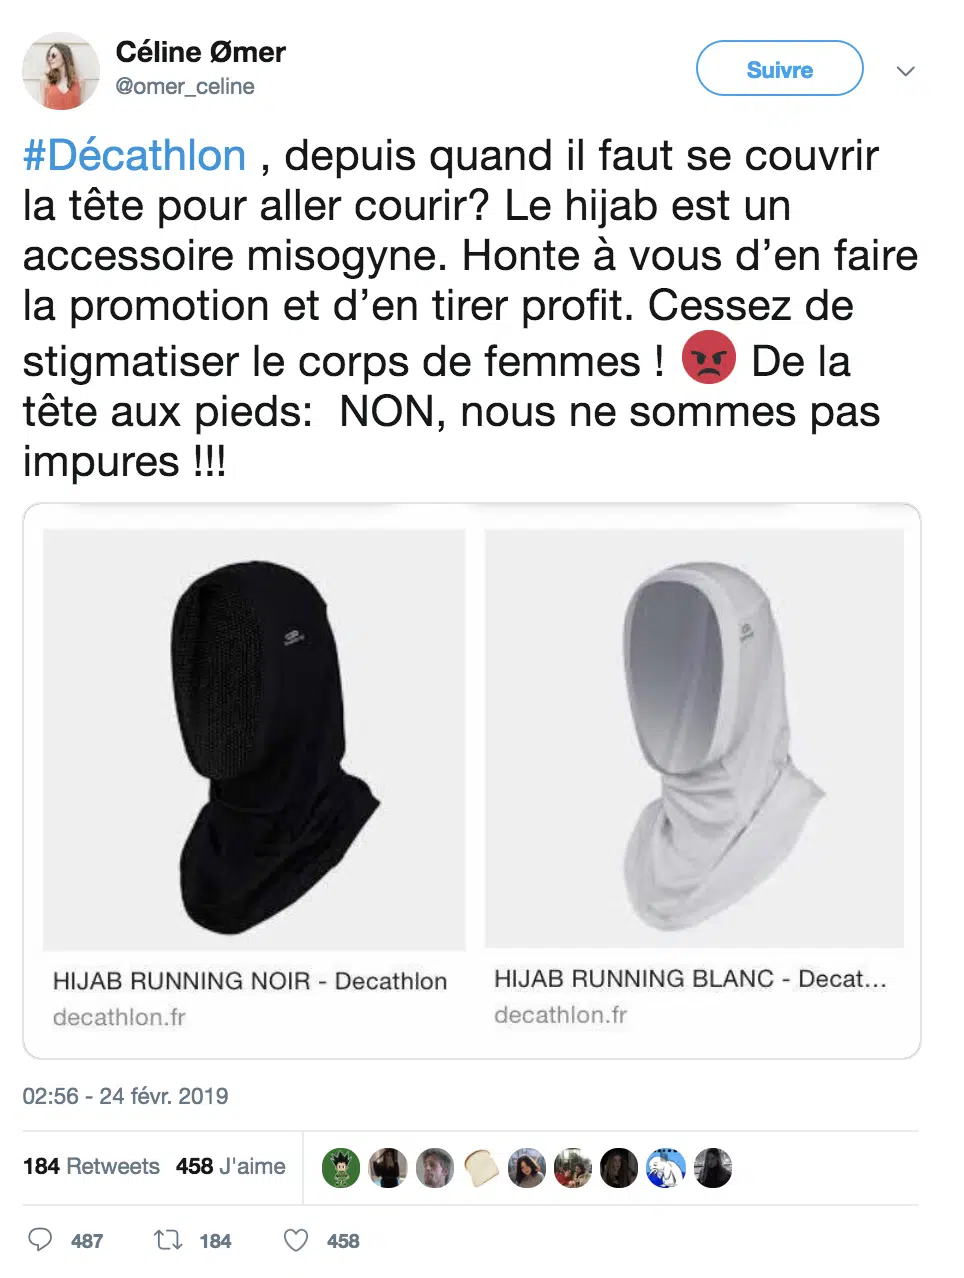 Céline Ømer
@omer_celine
Suivre
#Décathlon , depuis quand il faut se couvrir
la tête pour aller courir? Le hijab est un
accessoire misogyne. Honte à vous d’en faire
la promotion et d’en tirer profit. Cessez de
stigmatiser le corps de femmes ! 😡 De la
tête aux pieds:  NON, nous ne sommes pas
impures !!!
HIJAB RUNNING NOIR - Decathlon
decathlon.fr
HIJAB RUNNING BLANC - Decat...
decathlon.fr
02:56 - 24 févr. 2019
184 Retweets 458 J'aime
487 184 458